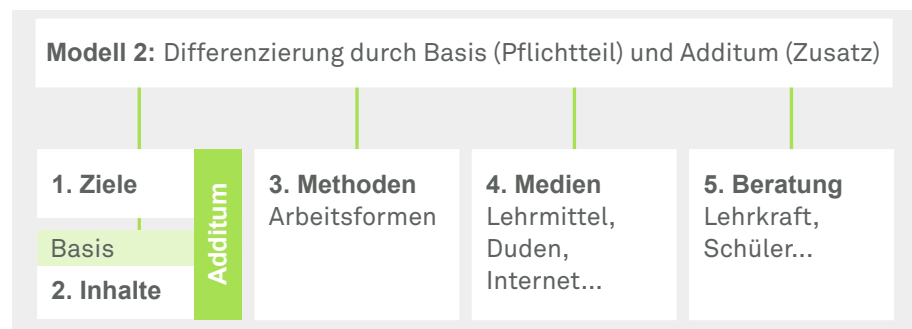 Modell 2: Differenzierung durch Basis (Pflichtteil) und Additum (Zusatz)
1. Ziele
Basis
2. Inhalte
Additum
3. Methoden
Arbeitsformen
4. Medien
Lehrmittel,
Duden,
Internet...
5. Beratung
Lehrkraft,
Schüler...